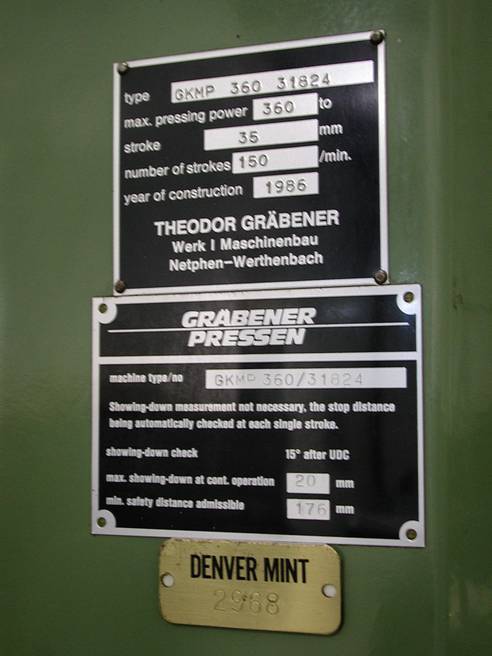 type GKMP 360 31824
max. pressing power 360 to
stroke 35 mm
number of strokes 150 /min.
year of construction 1986
THEODOR GRÄBENER
Werk I Maschinenbau
Netphen-Werthenbach
GRÄBENER
PRESSEN
machine type/no GKMP 360/31824
Showing-down measurement not necessary, the stop distance
being automatically checked at each single stroke.
showing-down check 15° after UDC
max. showing-down at cont. operation 20 mm
min. safety distance admissible 176 mm
DENVER MINT
2968